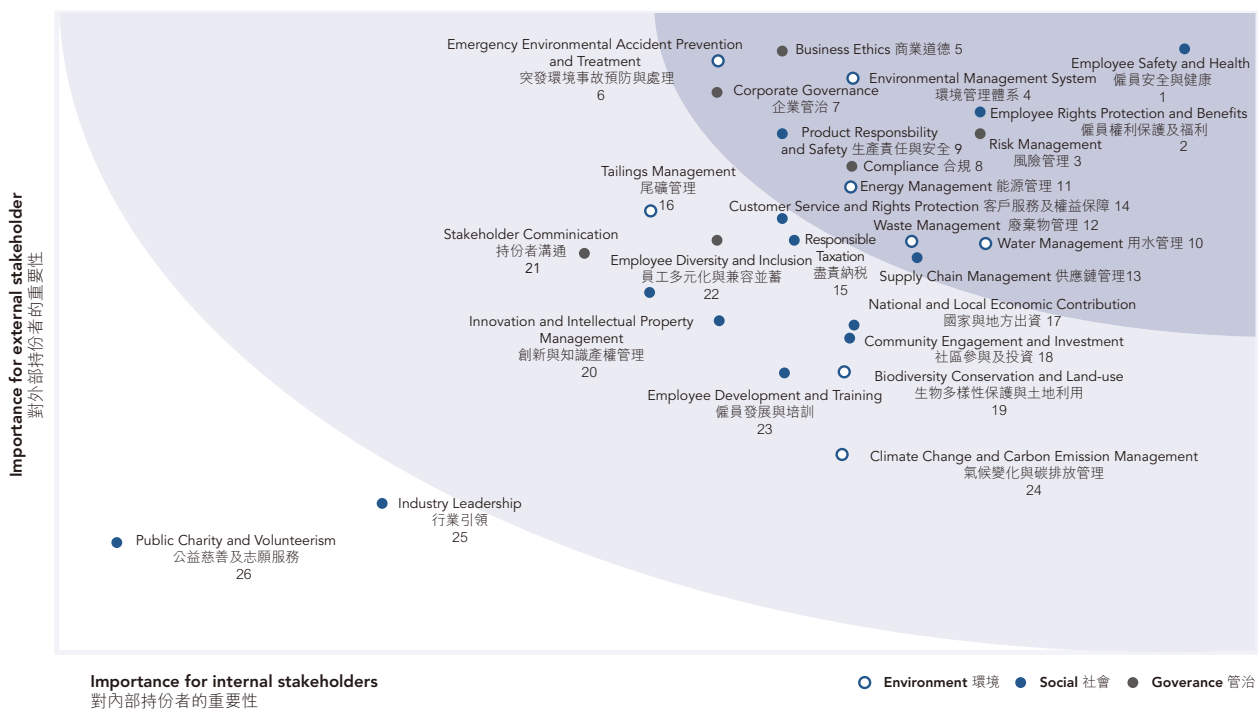 Emergency Environmental Accident Prevention
and Treatment
突發環境事故預防與處理
6
Business Ethics 商業道德 5
Employee Safety and Health
僱員安全與健康
1
Environmental Management System
環境管理體系 4
Corporate Governance
企業管治 7
Employee Rights Protection and Benefits
僱員權利保護及福利
2
Product Responsbility
and Safety 生產責任與安全 9
Risk Management
風險管理 3
Compliance 合規 8
Tailings Management
尾礦管理
16
Energy Management 能源管理 11
Customer Service and Rights Protection 客戶服務及權益保障 14
Waste Management 廢棄物管理 12
Stakeholder Comminication
持份者溝通
21
Responsible
Taxation
盡責納稅
15
Water Management 用水管理 10
Employee Diversity and Inclusion
員工多元化與兼容並蓄
22
Supply Chain Management 供應鏈管理13
National and Local Economic Contribution
國家與地方出資 17
Innovation and Intellectual Property
Management
創新與知識產權管理
20
Community Engagement and Investment
社區參與及投資 18
Biodiversity Conservation and Land-use
生物多樣性保護與土地利用
19
Employee Development and Training
僱員發展與培訓
23
Climate Change and Carbon Emission Management
氣候變化與碳排放管理
24
Industry Leadership
行業引領
25
Public Charity and Volunteerism
公益慈善及志願服務
26
Importance for external stakeholder
對外部持份者的重要性
Importance for internal stakeholders
對內部持份者的重要性
Environment 環境
Social 社會
Goverance 管治